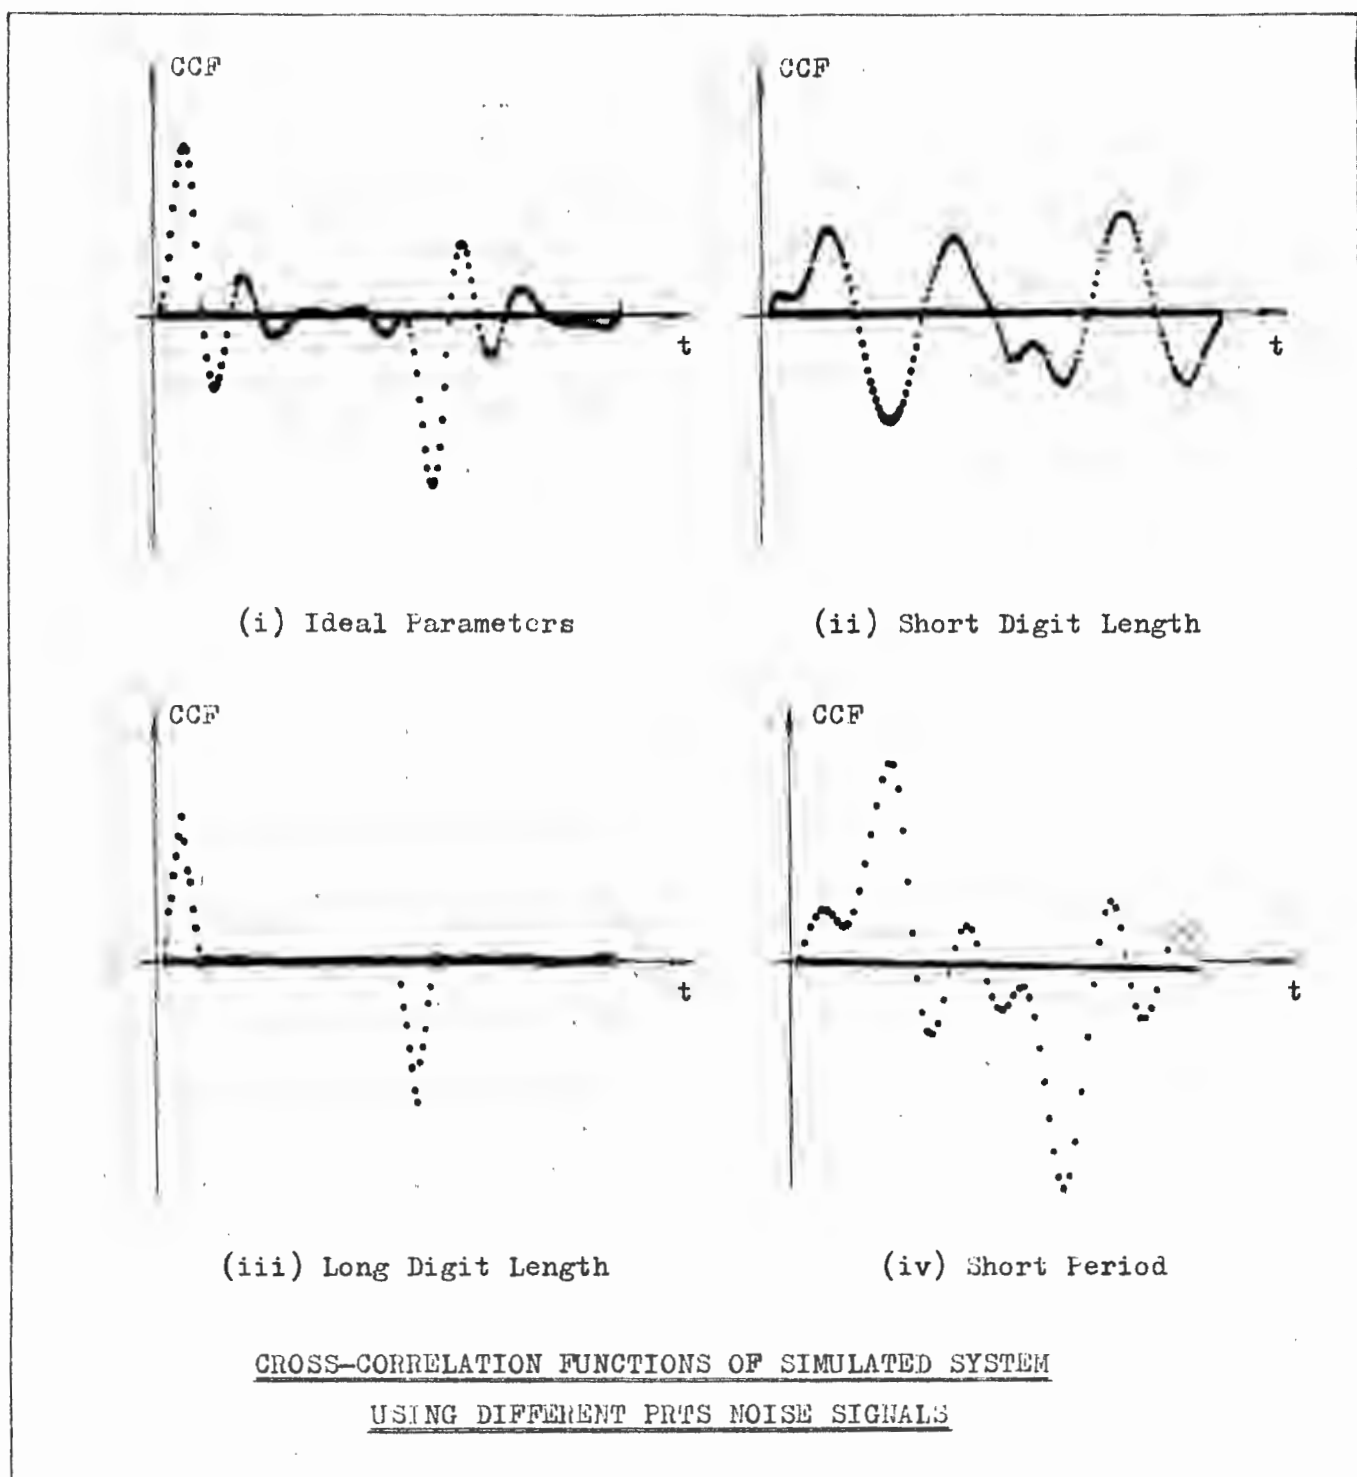 CCF
CCF
t
t
(i) Ideal Parameters
(ii) Short Digit Length
CCF
CCF
t
t
(iii) Long Digit Length
(iv) Short Period
CROSS-CORRELATION FUNCTIONS OF SIMULATED SYSTEM
USING DIFFERENT PRTS NOISE SIGNALS